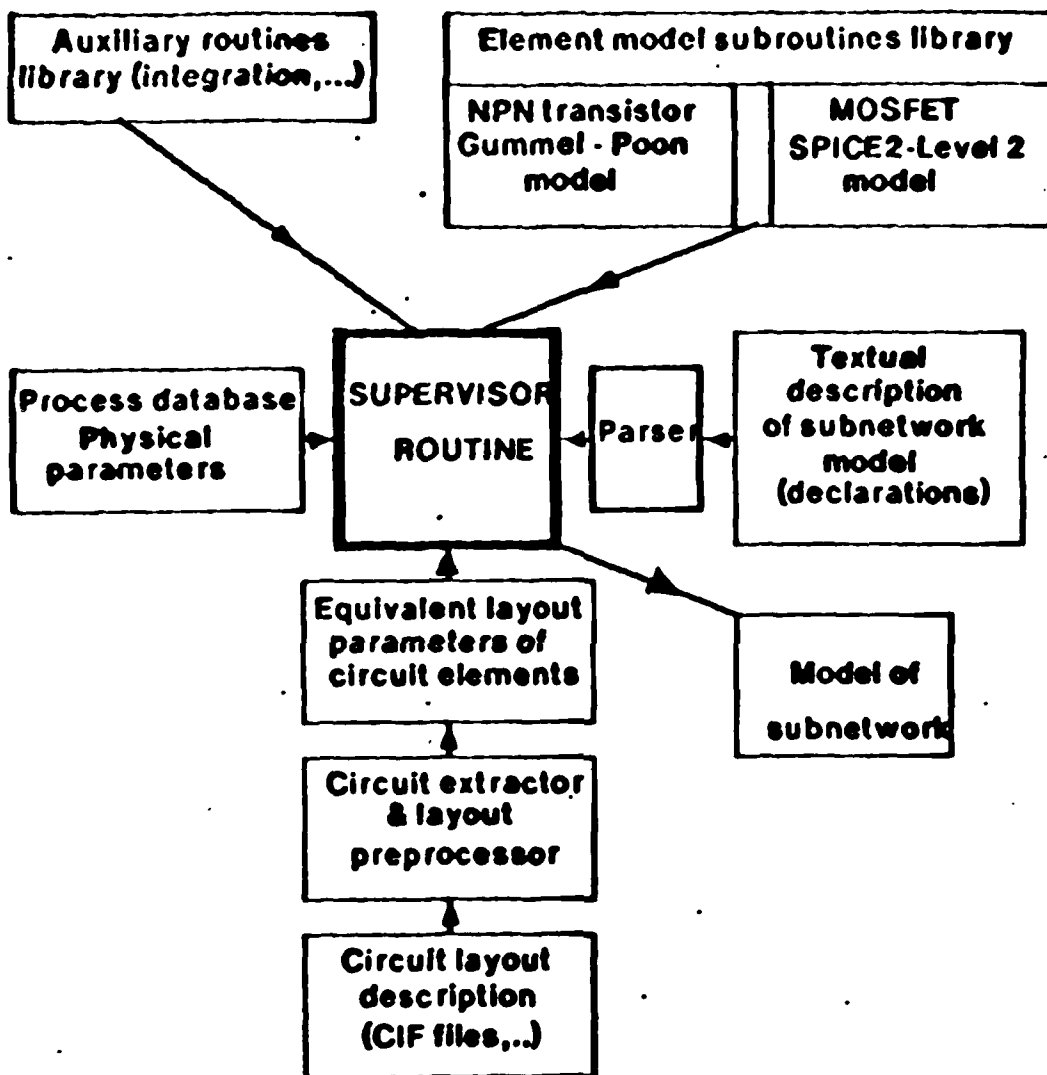 Auxiliary routines
library (integration,...)
Element model subroutines library
NPN transistor
Gummel - Poon
model
MOSFET
SPICE2-Level 2
model
Process database
Physical
parameters
SUPERVISOR
ROUTINE
Parser
Textual
description
of subnetwork
model
(declarations)
Equivalent layout
parameters of
circuit elements
Model of
subnetwork
Circuit extractor
& layout
preprocessor
Circuit layout
description
(CIF files,..)